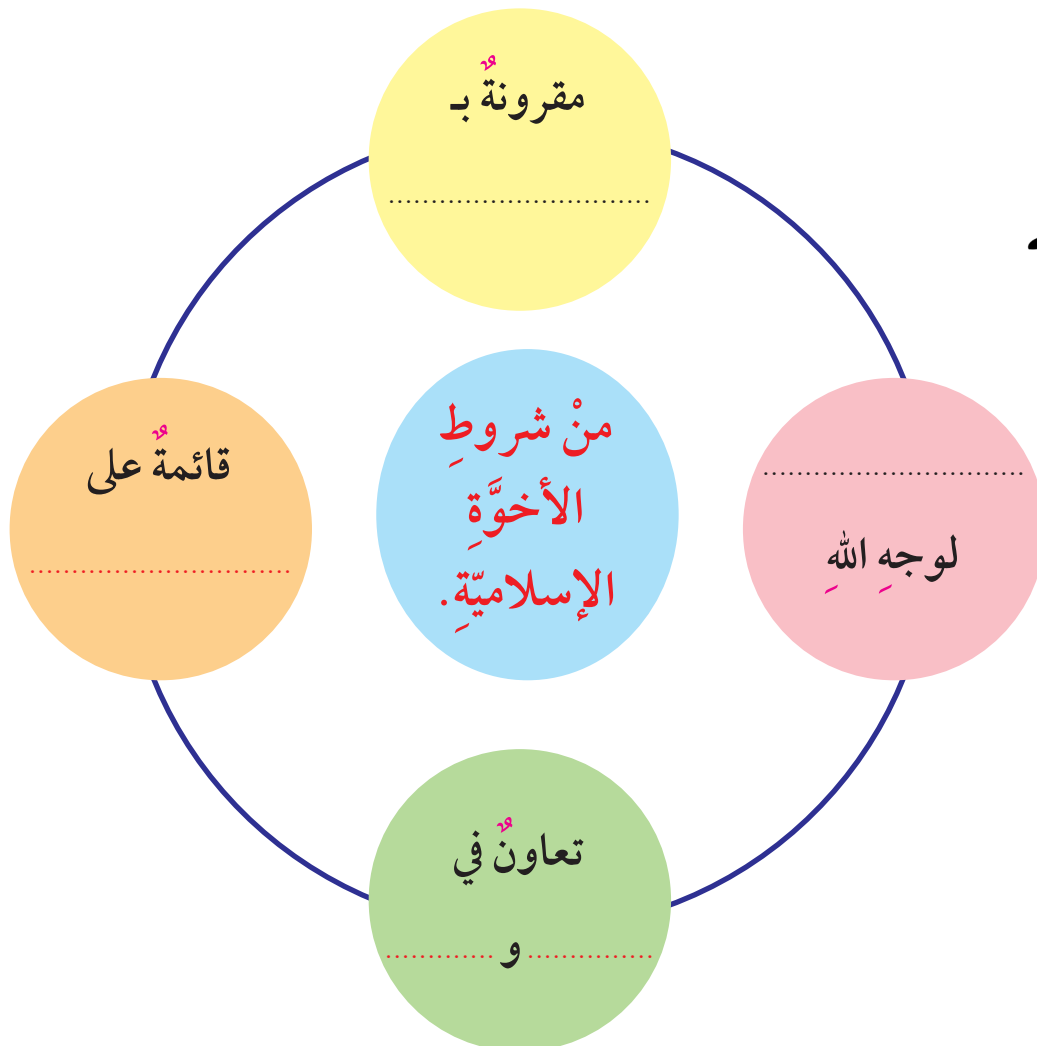 مقرونةٌ بـ
..............................
..............................
لوجهِ اللهِ
منْ شروطِ
الأخوَّةِ
الإسلاميّةِ.
قائمةٌ على
..............................
تعاونٌ في
............... و .............